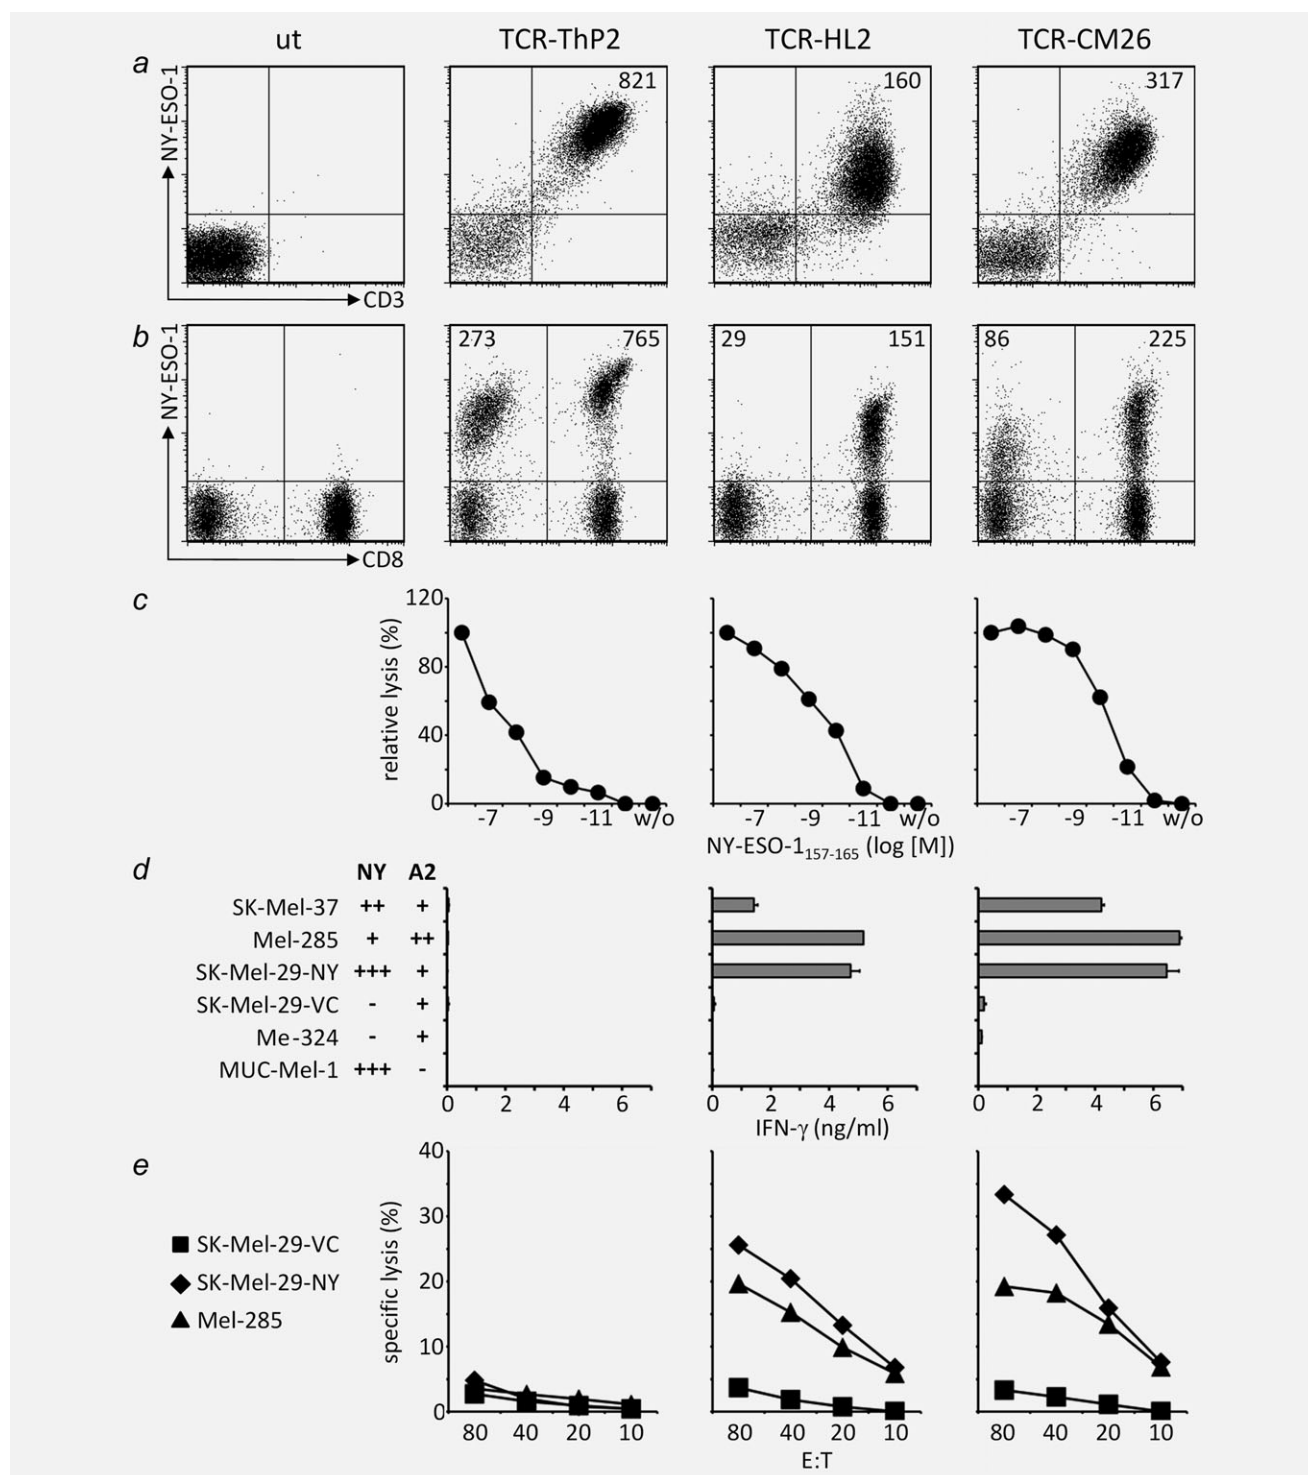 ut TCR-ThP2 TCR-HL2 TCR-CM26
a
NY-ESO-1
821 160 317
CD3
b
NY-ESO-1
273 765 29 151 86 225
CD8
c
relative lysis (%)
120
80
40
0
-7 -9 -11 w/o -7 -9 -11 w/o -7 -9 -11 w/o
NY-ESO-1157-165 (log [M])
d
NY A2
SK-Mel-37 ++ +
Mel-285 + ++
SK-Mel-29-NY +++ +
SK-Mel-29-VC - +
Me-324 - +
MUC-Mel-1 +++ -
0 2 4 6 0 2 4 6 0 2 4 6
IFN-γ (ng/ml)
e
specific lysis (%)
40
30
20
10
0
SK-Mel-29-VC
SK-Mel-29-NY
Mel-285
80 40 20 10 80 40 20 10 80 40 20 10
E:T